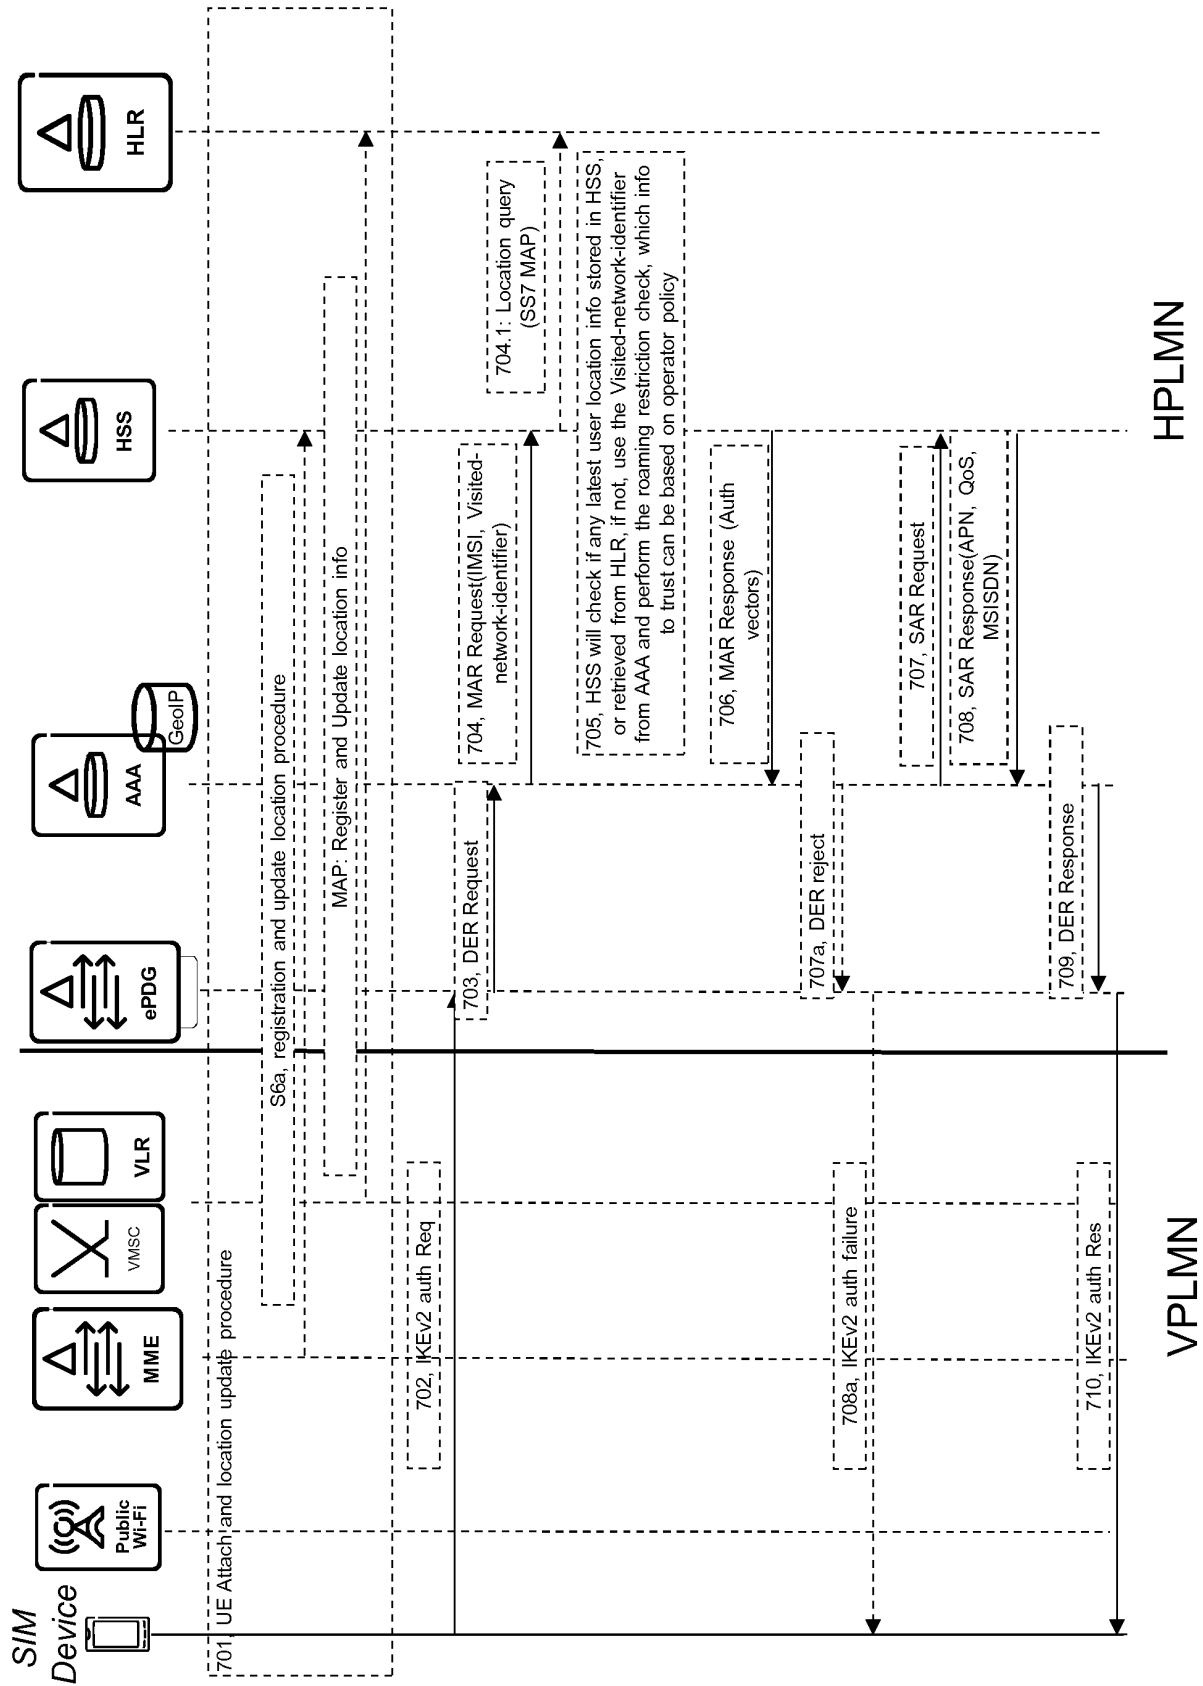 SIM
Device
Public
Wi-Fi
MME
VMSC
VLR
ePDG
AAA
GeoIP
HSS
HLR
701, UE Attach and location update procedure
S6a, registration and update location procedure
MAP: Register and Update location info
702, IKEv2 auth Req
703, DER Request
704, MAR Request(IMSI, Visited-
network-identifier)
704.1: Location query
(SS7 MAP)
705, HSS will check if any latest user location info stored in HSS,
or retrieved from HLR, if not, use the Visited-network-identifier
from AAA and perform the roaming restriction check, which info
to trust can be based on operator policy
706, MAR Response (Auth
vectors)
707a, DER reject
708a, IKEv2 auth failure
707, SAR Request
708, SAR Response(APN, QoS,
MSISDN)
709, DER Response
710, IKEv2 auth Res
VPLMN
HPLMN